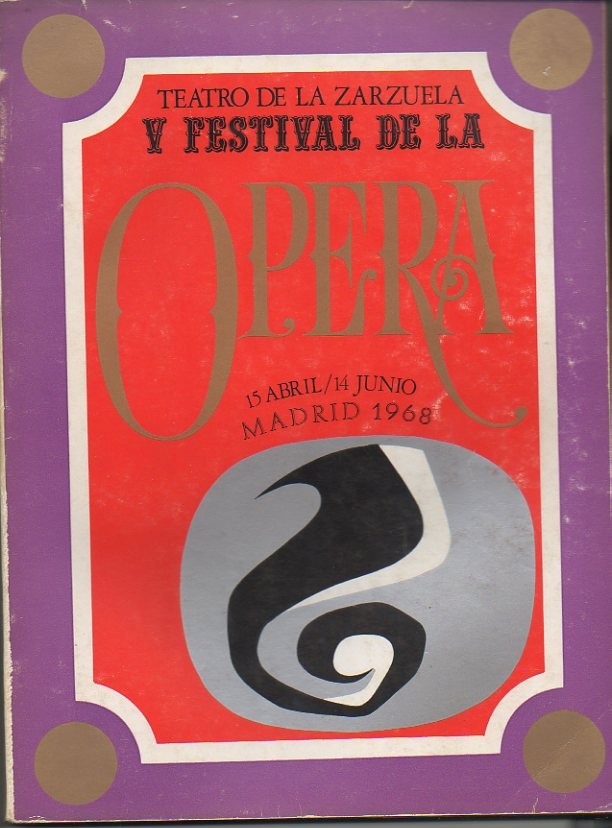 TEATRO DE LA ZARZUELA
V FESTIVAL DE LA
OPERA
15 ABRIL/14 JUNIO
MADRID 1968